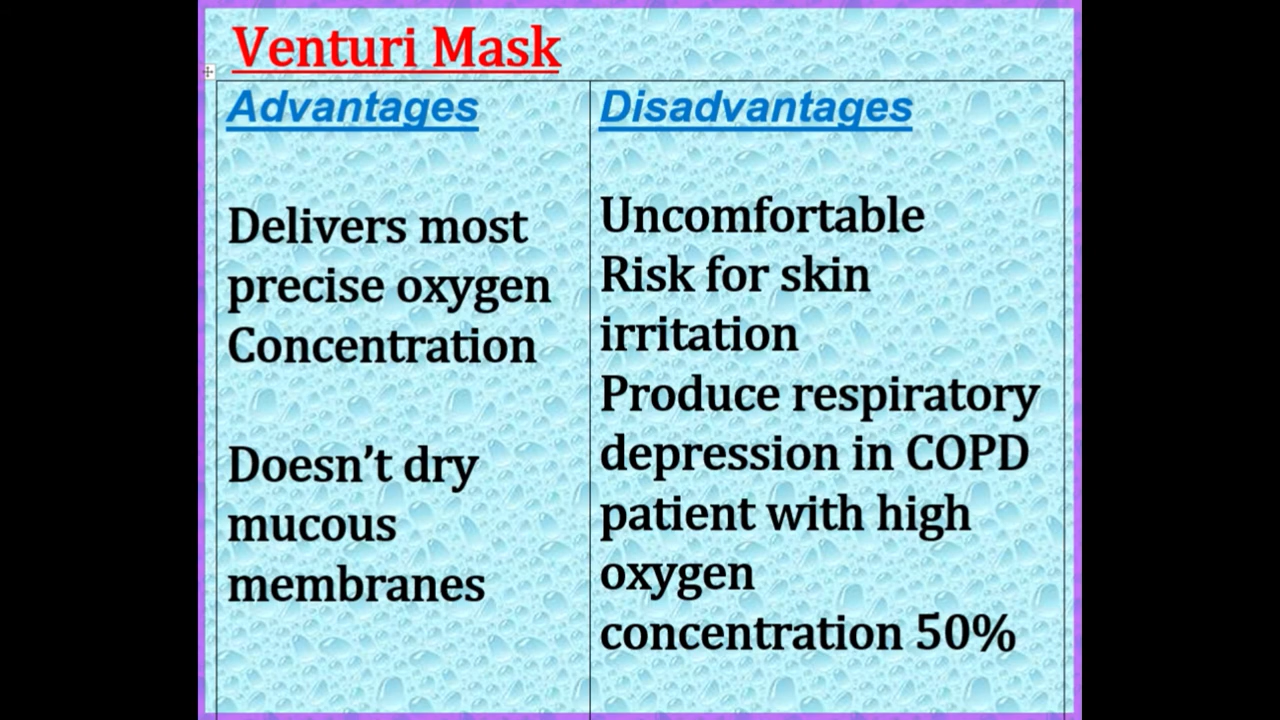 Venturi Mask
Advantages
Delivers most
precise oxygen
Concentration
Doesn’t dry
mucous
membranes
Disadvantages
Uncomfortable
Risk for skin
irritation
Produce respiratory
depression in COPD
patient with high
oxygen
concentration 50%